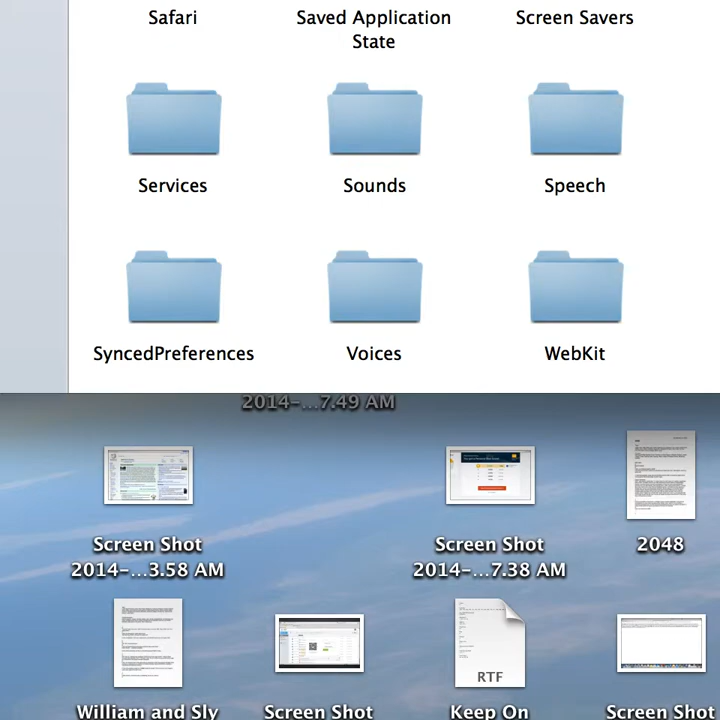 Safari
Saved Application
State
Screen Savers
Services
Sounds
Speech
SyncedPreferences
Voices
WebKit
2014-...7.49 AM
Screen Shot
2014-...3.58 AM
Screen Shot
2014-...7.38 AM
2048
RTF
William and Sly
Screen Shot
Keep On
Screen Shot